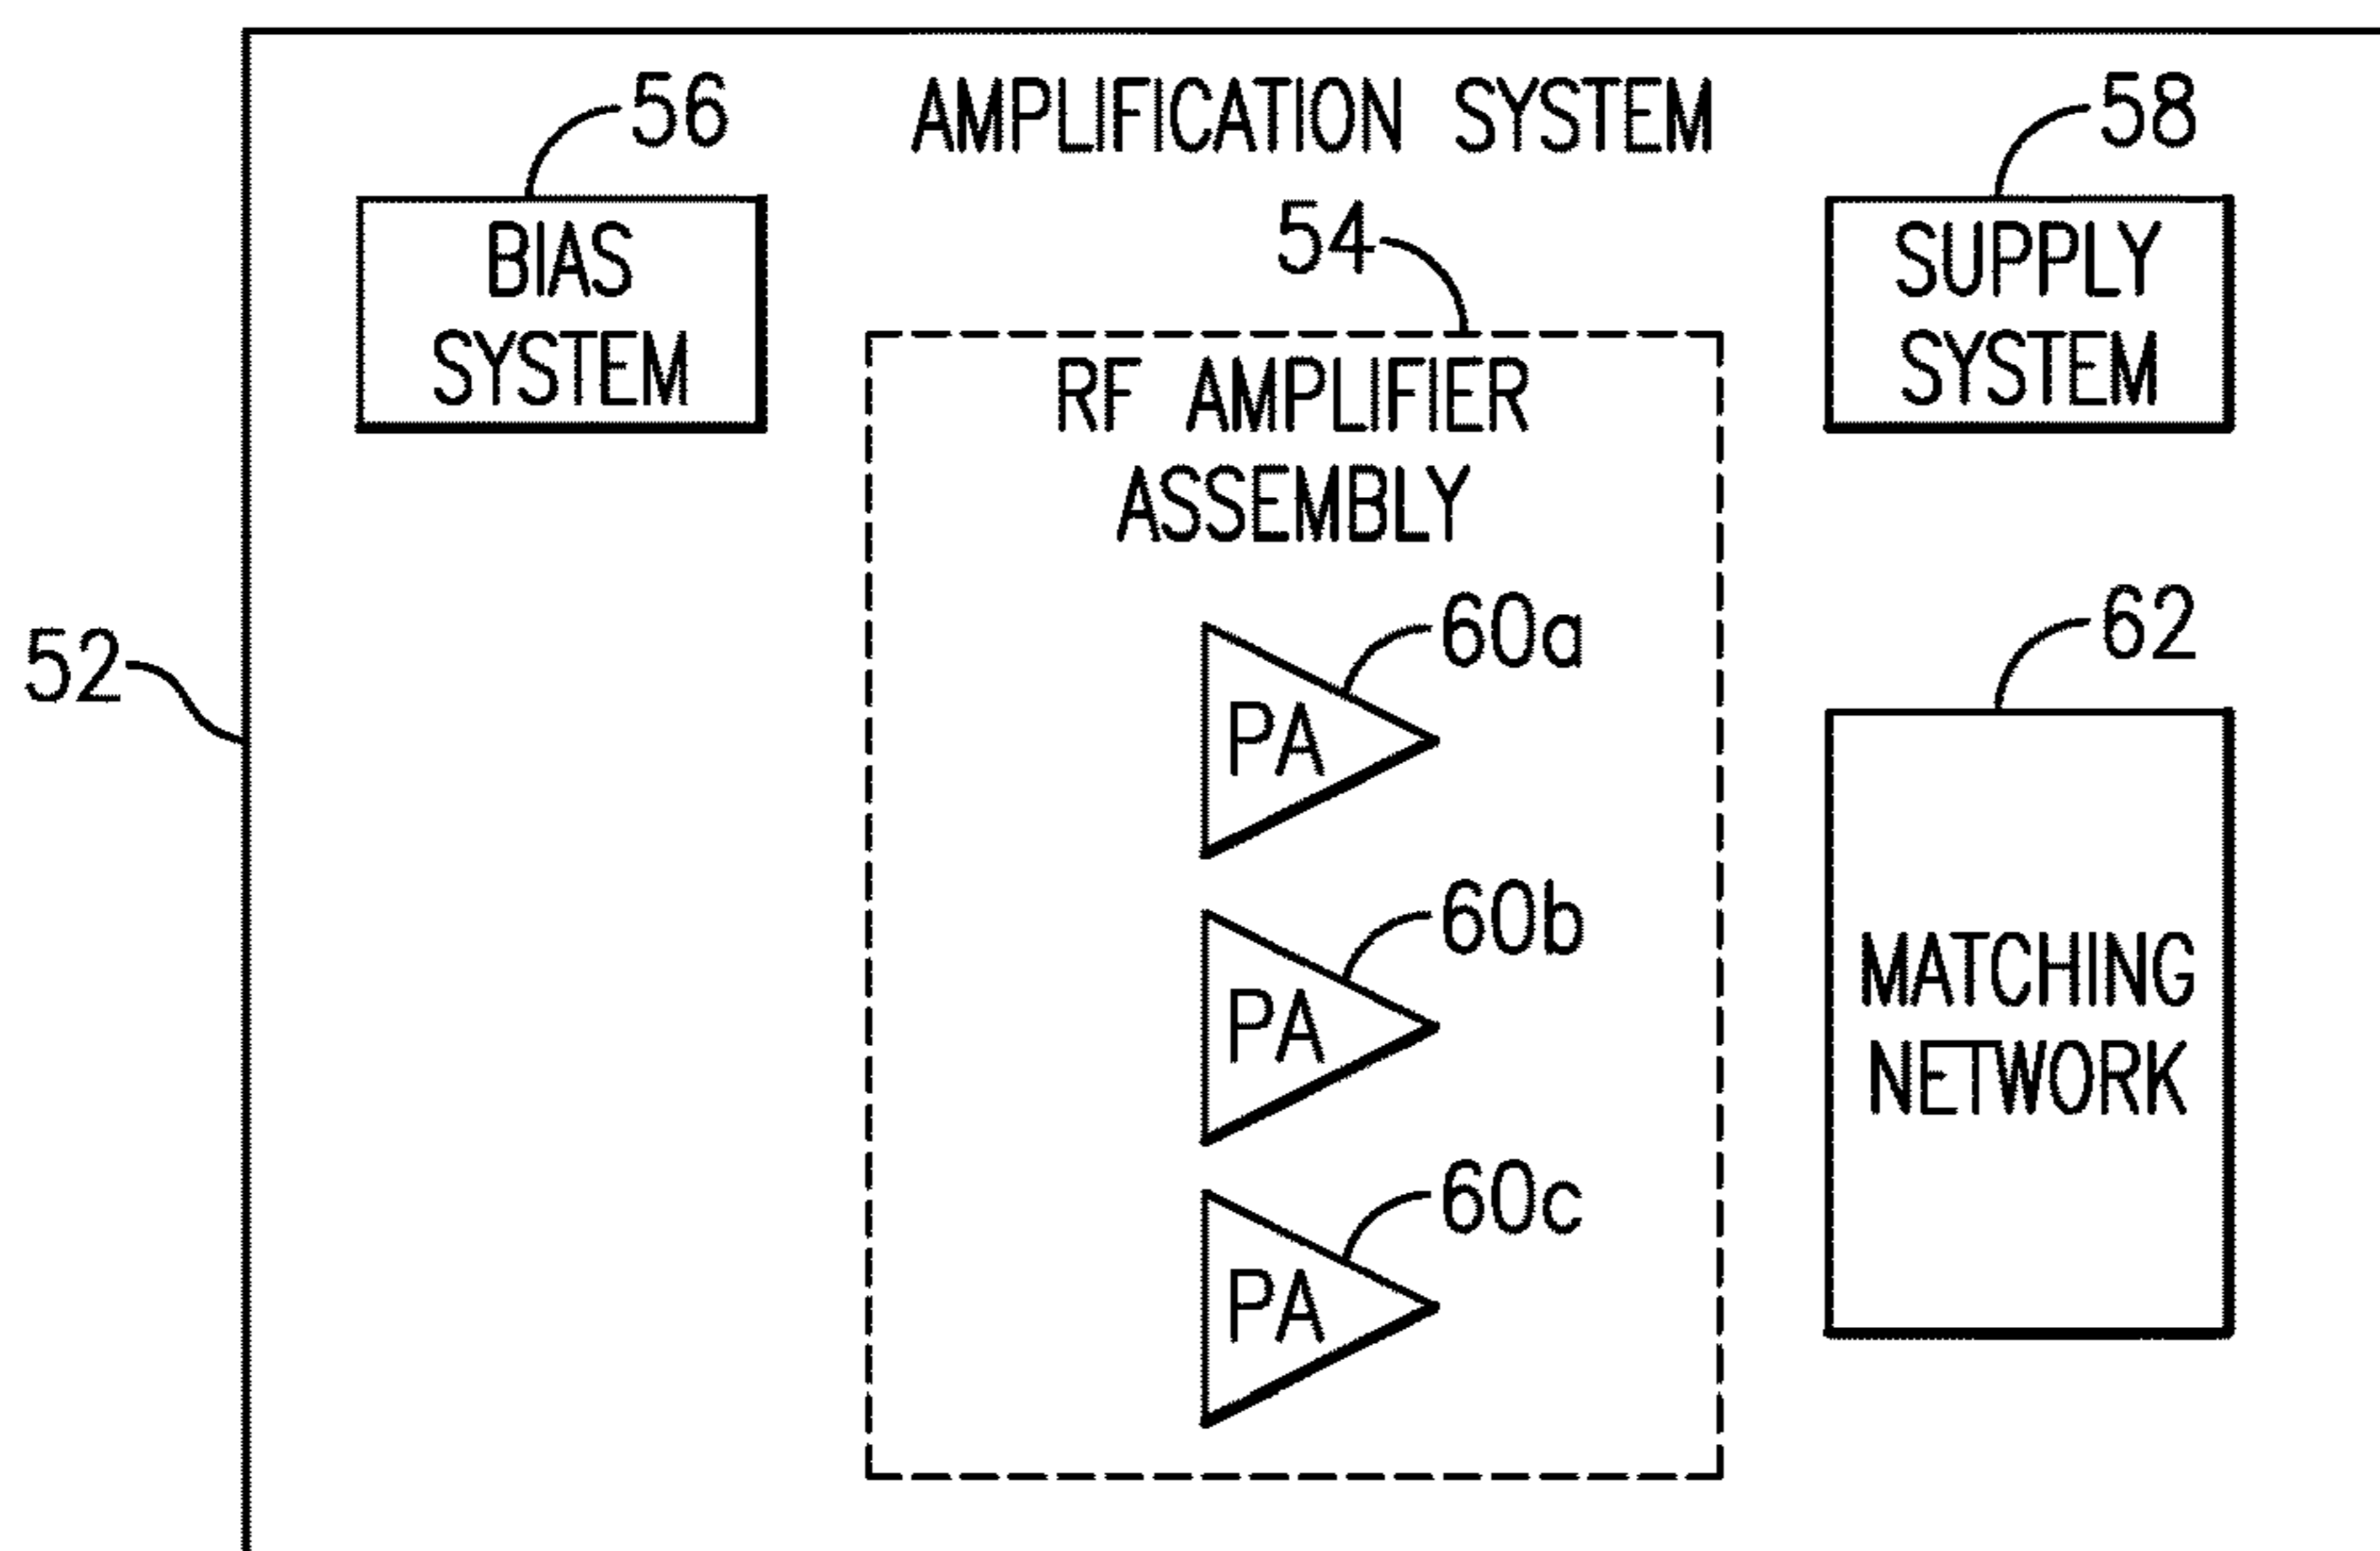 AMPLIFICATION SYSTEM
56
58
BIAS
SYSTEM
54
SUPPLY
SYSTEM
RF AMPLIFIER
ASSEMBLY
52
60a
PA
62
60b
PA
MATCHING
NETWORK
60c
PA